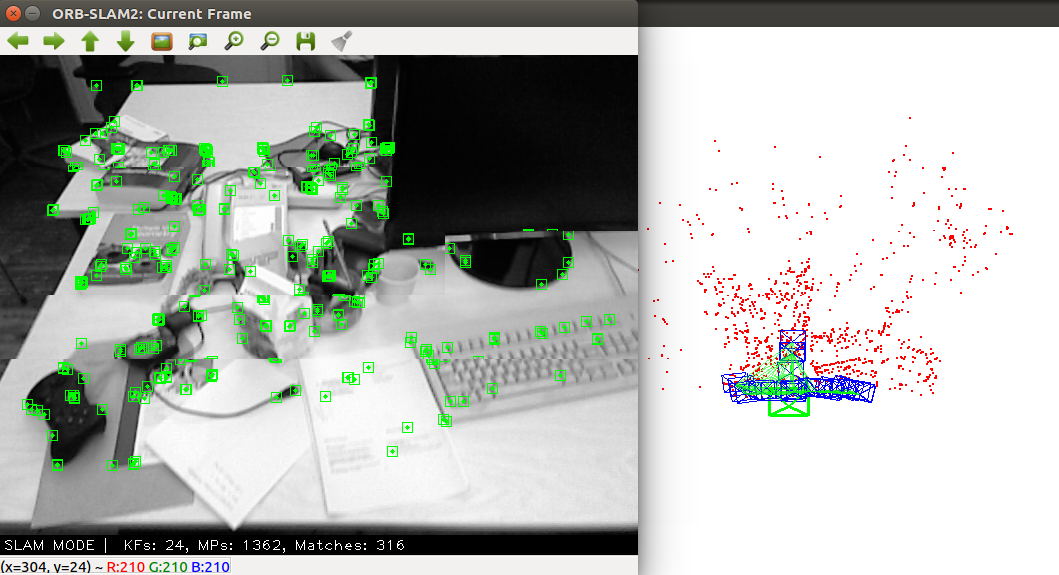 ORB-SLAM2: Current Frame
SLAM MODE | KFs: 24, MPs: 1362, Matches: 316
(x=304, y=24) ~ R:210 G:210 B:210